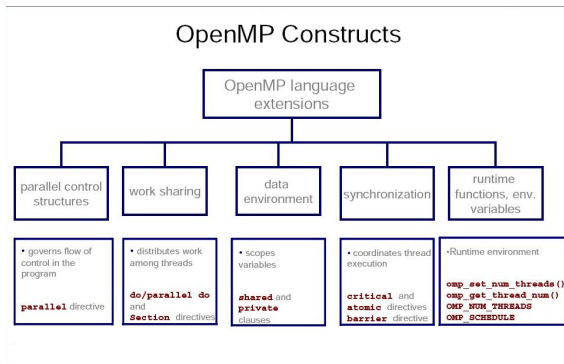 OpenMP Constructs
OpenMP language
extensions
parallel control
structures
work sharing
data
environment
synchronization
runtime
functions, env.
variables
• governs flow of
control in the
program
parallel directive
• distributes work
among threads
do/parallel do
and
Section directives
• scopes
variables
shared and
private
clauses
• coordinates thread
execution
critical and
atomic directives
barrier directive
•Runtime environment
omp_set_num_threads()
omp_get_thread_num()
OMP_NUM_THREADS
OMP_SCHEDULE